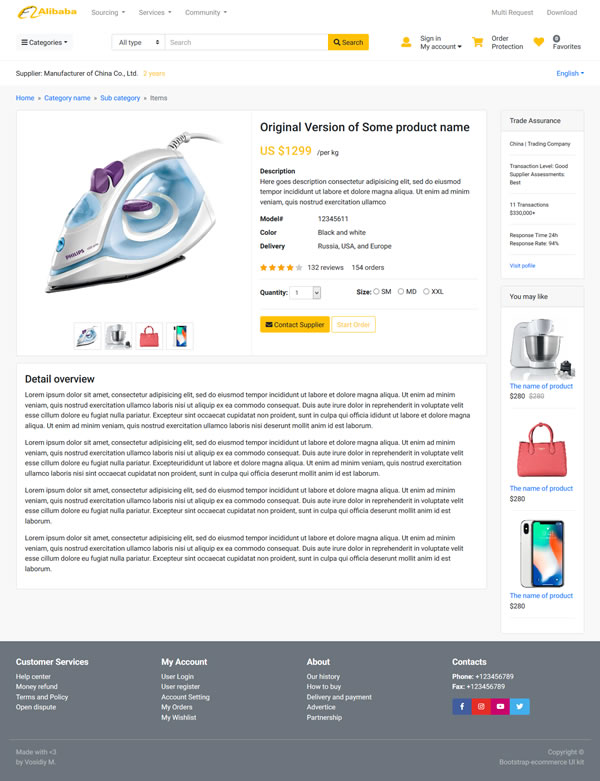 Alibaba
Sourcing
Services
Community
Multi Request
Download
Categories
All type
Search
Search
Sign in
My account
Order
Protection
0
Favorites
Supplier: Manufacturer of China Co., Ltd. 2 years
English
Home » Category name » Sub category » Items
Original Version of Some product name
US $1299 /per kg
Description
Here goes description consectetur adipisicing elit, sed do eiusmod
tempor incididunt ut labore et dolore magna aliqua. Ut enim ad minim
veniam, quis nostrud exercitation ullamco
Model# 12345611
Color Black and white
Delivery Russia, USA, and Europe
132 reviews 154 orders
Quantity: 1
Size: SM MD XXL
Contact Supplier
Start Order
PHILIPS
Trade Assurance
China | Trading Company
Transaction Level: Good
Supplier Assessments:
Best
11 Transactions
$330,000+
Response Time 24h
Response Rate: 94%
Visit pofile
You may like
The name of product
$280 $280
The name of product
$280
The name of product
$280
Detail overview
Lorem ipsum dolor sit amet, consectetur adipisicing elit, sed do eiusmod tempor incididunt ut labore et dolore magna aliqua. Ut enim ad minim
veniam, quis nostrud exercitation ullamco laboris nisi ut aliquip ex ea commodo consequat. Duis aute irure dolor in reprehenderit in voluptate velit
esse cillum dolore eu fugiat nulla pariatur. Excepteur sint occaecat cupidatat non proident, sunt in culpa qui officia ididunt ut labore et dolore magna
aliqua. Ut enim ad minim veniam, quis nostrud exercitation ullamco laboris nisi deserunt mollit anim id est laborum.
Lorem ipsum dolor sit amet, consectetur adipisicing elit, sed do eiusmod tempor incididunt ut labore et dolore magna aliqua. Ut enim ad minim
veniam, quis nostrud exercitation ullamco laboris nisi ut aliquip ex ea commodo consequat. Duis aute irure dolor in reprehenderit in voluptate velit
esse cillum dolore eu fugiat nulla pariatur. Excepteurididunt ut labore et dolore magna aliqua. Ut enim ad minim veniam, quis nostrud exercitation
ullamco laboris nisi sint occaecat cupidatat non proident, sunt in culpa qui officia deserunt mollit anim id est laborum.
Lorem ipsum dolor sit amet, consectetur adipisicing elit, sed do eiusmod tempor incididunt ut labore et dolore magna aliqua. Ut enim ad minim
veniam, quis nostrud exercitation ullamco laboris nisi ut aliquip ex ea commodo consequat. Duis aute irure dolor in reprehenderit in voluptate velit
esse cillum dolore eu fugiat nulla pariatur. Excepteur sint occaecat cupidatat non proident, sunt in culpa qui officia deserunt mollit anim id est
laborum.
Lorem ipsum dolor sit amet, consectetur adipisicing elit, sed do eiusmod tempor incididunt ut labore et dolore magna aliqua. Ut enim ad minim
veniam, quis nostrud exercitation ullamco laboris nisi ut aliquip ex ea commodo consequat. Duis aute irure dolor in reprehenderit in voluptate velit
esse cillum dolore eu fugiat nulla pariatur. Excepteur sint occaecat cupidatat non proident, sunt in culpa qui officia deserunt mollit anim id est
laborum.
Customer Services
Help center
Money refund
Terms and Policy
Open dispute
My Account
User Login
User register
Account Setting
My Orders
My Wishlist
About
Our history
How to buy
Delivery and payment
Advertice
Partnership
Contacts
Phone: +123456789
Fax: +123456789
Made with <3
by Vosidiy M.
Copyright ©
Bootstrap-ecommerce UI kit